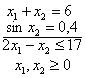 x₁ + x₂ = 6
sin x₂ = 0,4
2x₁ − x₂ ≤ 17
x₁, x₂ ≥ 0